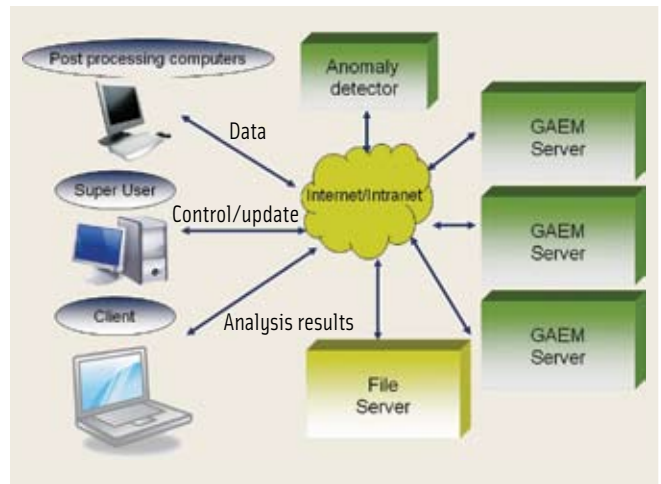 Post processing computers
Anomaly
detector
GAEM
Server
Data
Super User
Internet/Intranet
Control/update
GAEM
Server
Client
Analysis results
GAEM
Server
File
Server